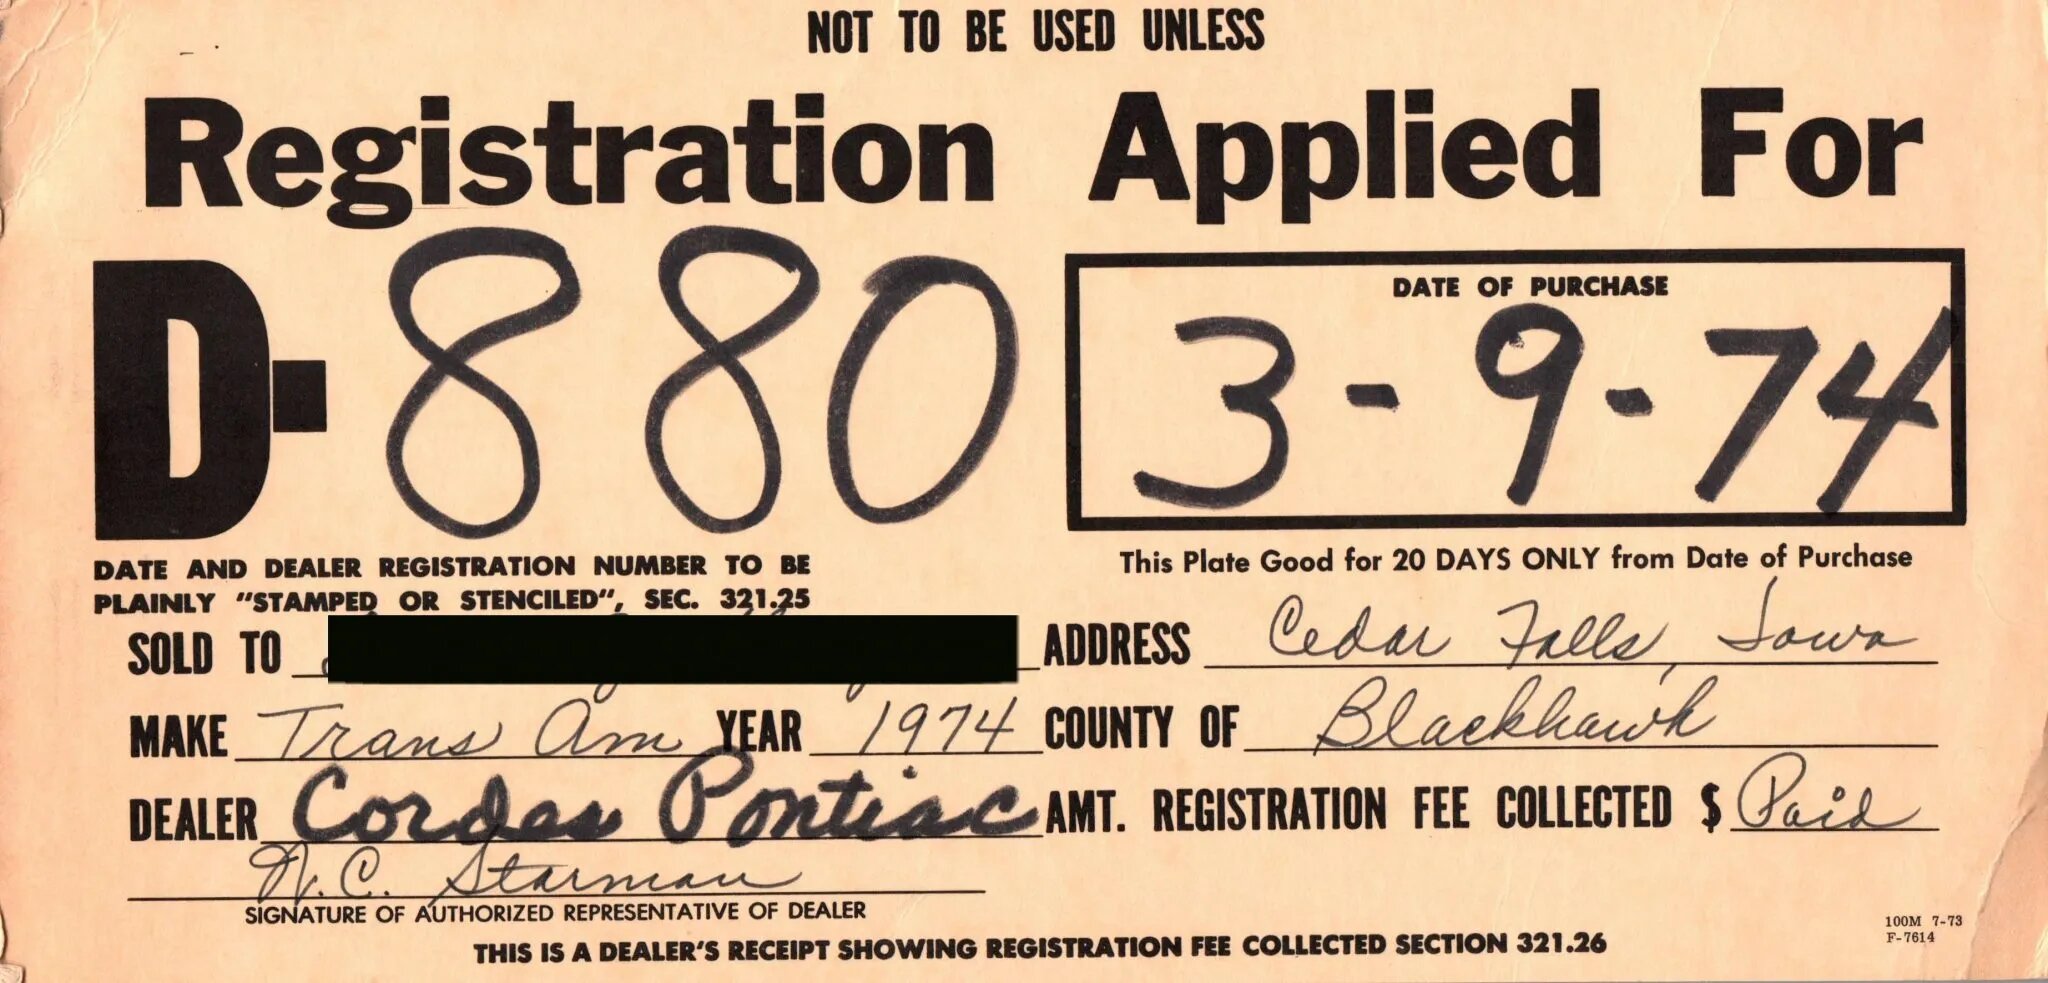 NOT TO BE USED UNLESS
Registration Applied For
D-880
DATE OF PURCHASE
3-9-74
DATE AND DEALER REGISTRATION NUMBER TO BE
PLAINLY "STAMPED OR STENCILED", SEC. 321.25
This Plate Good for 20 DAYS ONLY from Date of Purchase
SOLD TO ADDRESS Cedar Falls, Iowa
MAKE Trans Am YEAR 1974 COUNTY OF Blackhawk
DEALER Cordes Pontiac AMT. REGISTRATION FEE COLLECTED $ Paid
N.C. Starman
SIGNATURE OF AUTHORIZED REPRESENTATIVE OF DEALER
THIS IS A DEALER'S RECEIPT SHOWING REGISTRATION FEE COLLECTED SECTION 321.26
100M 7-73
F-7614